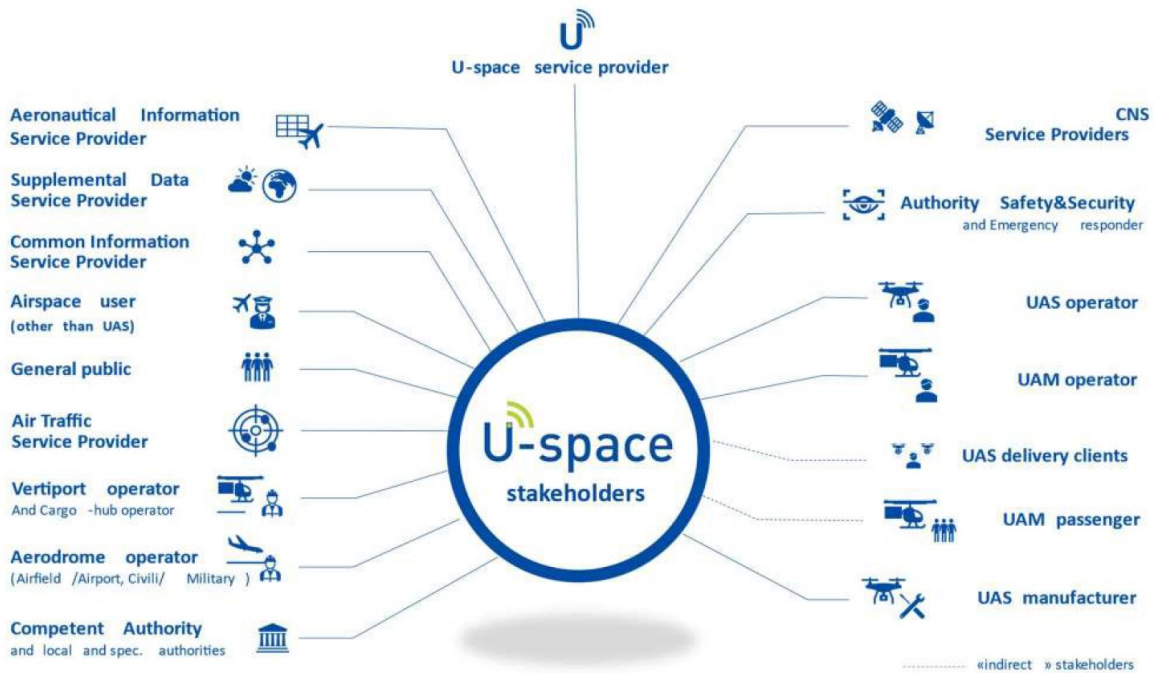 U
U-space service provider
Aeronautical Information
Service Provider
Supplemental Data
Service Provider
Common Information
Service Provider
Airspace user
(other than UAS)
General public
Air Traffic
Service Provider
Vertiport operator
And Cargo -hub operator
Aerodrome operator
(Airfield /Airport, Civili/ Military )
Competent Authority
and local and spec. authorities
U-space
stakeholders
CNS
Service Providers
Authority Safety&Security
and Emergency responder
UAS operator
UAM operator
UAS delivery clients
UAM passenger
UAS manufacturer
«indirect » stakeholders